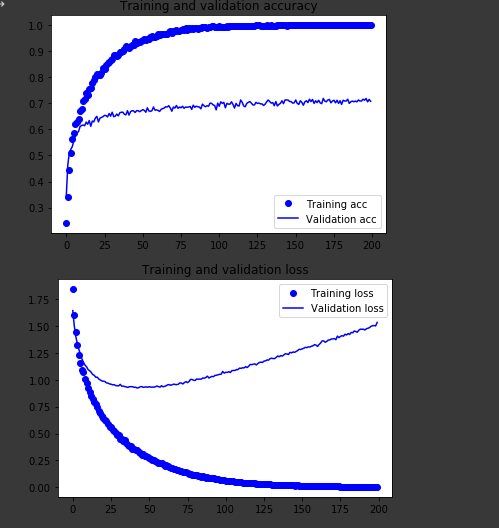 Training and validation accuracy
1.0
0.9
0.8
0.7
0.6
0.5
0.4
0.3
Training acc
Validation acc
0 25 50 75 100 125 150 175 200
Training and validation loss
1.75
1.50
1.25
1.00
0.75
0.50
0.25
0.00
Training loss
Validation loss
0 25 50 75 100 125 150 175 200